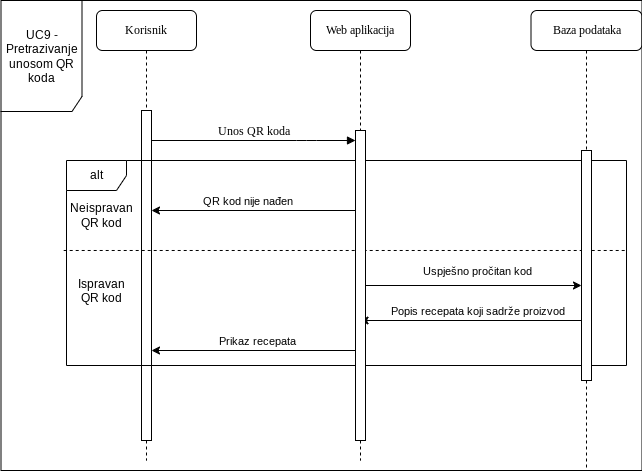 UC9 -
Pretrazivanje
unosom QR
koda
Korisnik
Web aplikacija
Baza podataka
Unos QR koda
alt
Neispravan
QR kod
QR kod nije nađen
Ispravan
QR kod
Uspješno pročitan kod
Popis recepata koji sadrže proizvod
Prikaz recepata